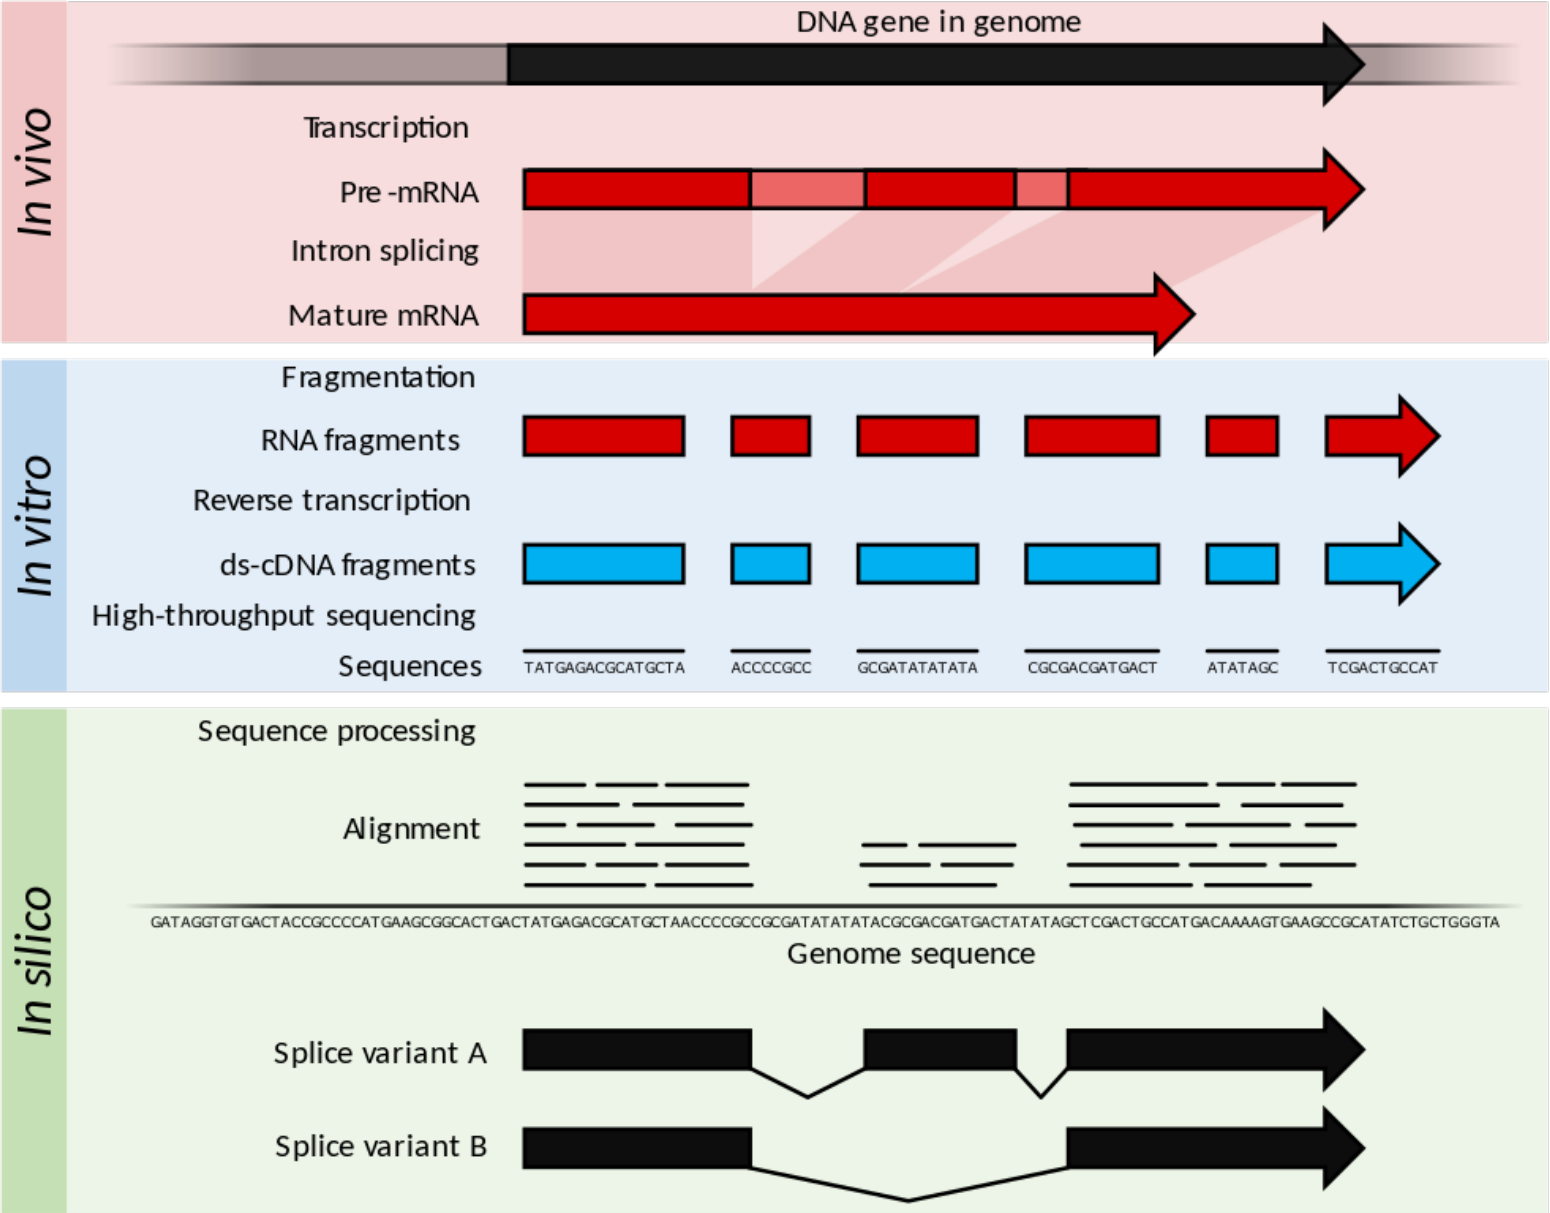 In vivo
DNA gene in genome
Transcription
Pre -mRNA
Intron splicing
Mature mRNA
In vitro
Fragmentation
RNA fragments
Reverse transcription
ds-cDNA fragments
High-throughput sequencing
Sequences TATGAGACGCATGCTA ACCCCGCC GCGATATATATA CGCGACGATGACT ATATAGC TCGACTGCCAT
In silico
Sequence processing
Alignment
GATAGGTGTGACTACCGCCCCATGAAGCGGCACTGACTATGAGACGCATGCTAACCCCGCCGCGATATATATACGCGACGATGACTATATAGCTCGACTGCCATGACAAAAGTGAAGCCGCATATCTGCTGGGTA
Genome sequence
Splice variant A
Splice variant B